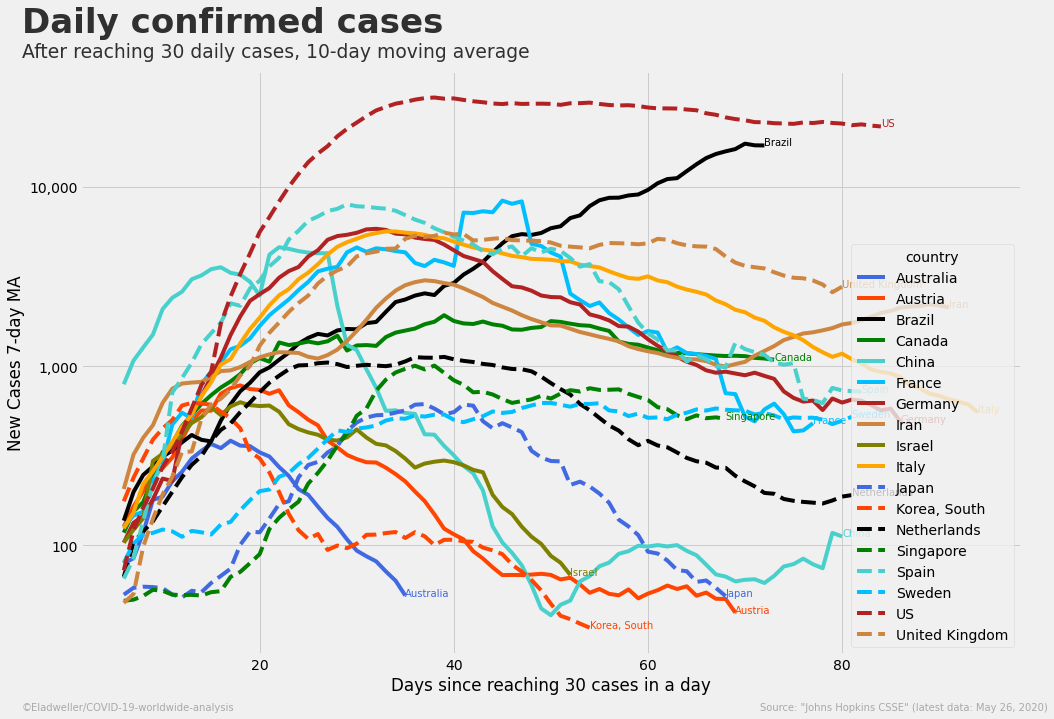 Daily confirmed cases
After reaching 30 daily cases, 10-day moving average
New Cases 7-day MA
10,000
1,000
100
20
40
60
80
Days since reaching 30 cases in a day
US
Brazil
United Kingdom
Iran
Canada
Spain
Italy
Singapore
Sweden
France
Germany
Netherlands
China
Israel
Australia
Japan
Austria
Korea, South
country
Australia
Austria
Brazil
Canada
China
France
Germany
Iran
Israel
Italy
Japan
Korea, South
Netherlands
Singapore
Spain
Sweden
US
United Kingdom
©Eladweller/COVID-19-worldwide-analysis
Source: "Johns Hopkins CSSE" (latest data: May 26, 2020)